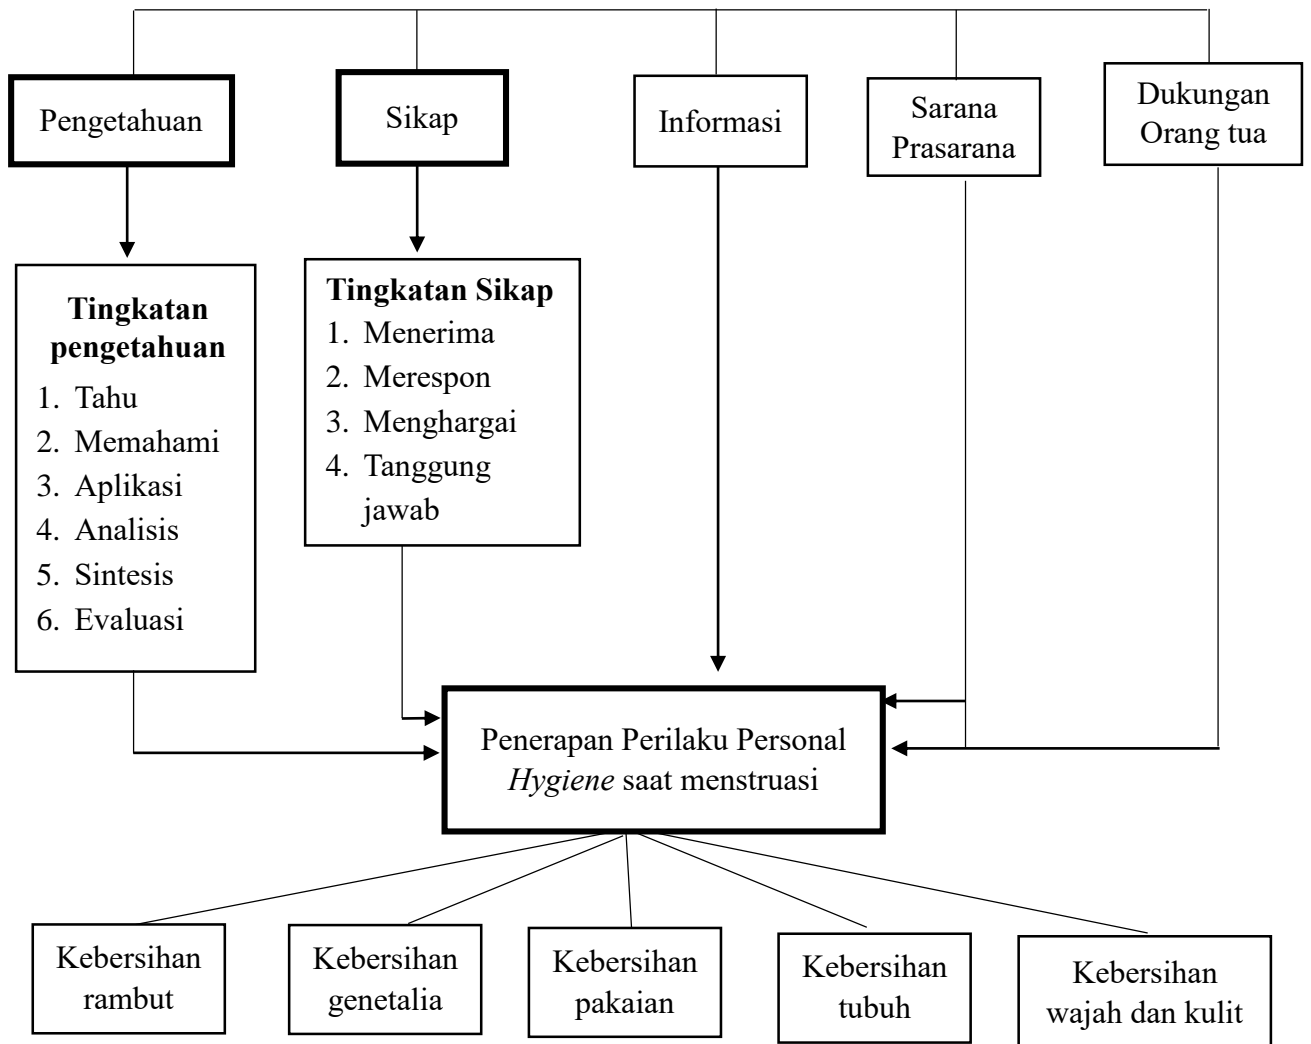 Pengetahuan
Sikap
Informasi
Sarana
Prasarana
Dukungan
Orang tua
Tingkatan
pengetahuan
1. Tahu
2. Memahami
3. Aplikasi
4. Analisis
5. Sintesis
6. Evaluasi
Tingkatan Sikap
1. Menerima
2. Merespon
3. Menghargai
4. Tanggung
jawab
Penerapan Perilaku Personal
Hygiene saat menstruasi
Kebersihan
rambut
Kebersihan
genetalia
Kebersihan
pakaian
Kebersihan
tubuh
Kebersihan
wajah dan kulit